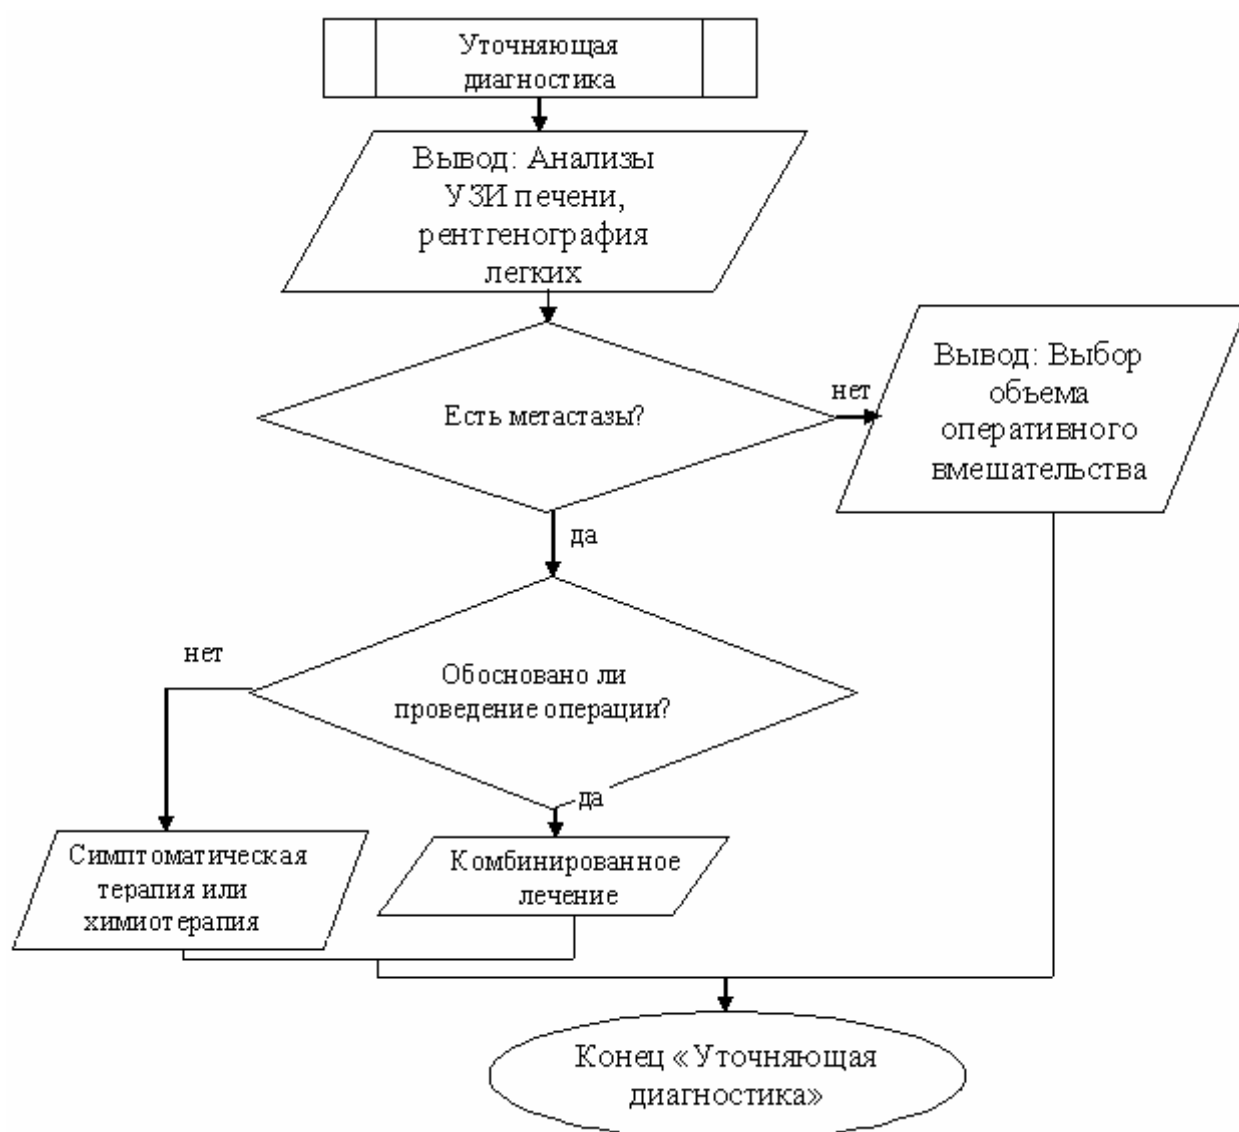 Уточняющая
диагностика
Вывод: Анализы
УЗИ печени,
рентгенография
легких
Есть метастазы?
нет
Вывод: Выбор
объема
оперативного
вмешательства
да
нет
Обосновано ли
проведение операции?
да
Симптоматическая
терапия или
химиотерапия
Комбинированное
лечение
Конец «Уточняющая
диагностика»